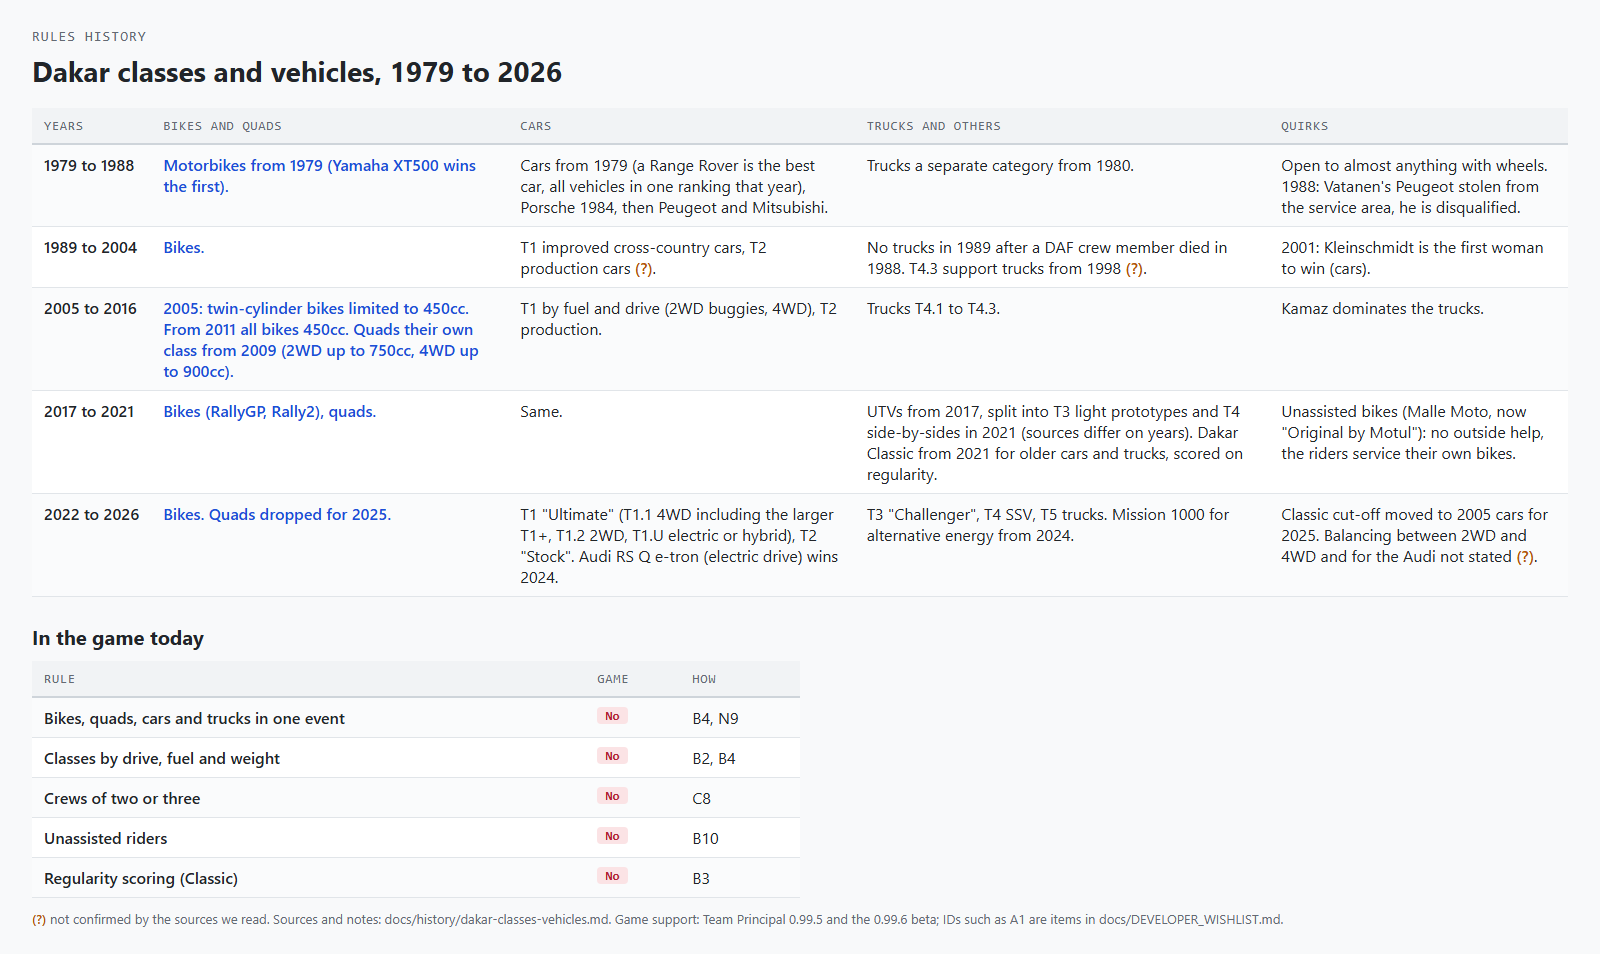 RULES HISTORY
Dakar classes and vehicles, 1979 to 2026
YEARS BIKES AND QUADS CARS TRUCKS AND OTHERS QUIRKS
1979 to 1988
Motorbikes from 1979 (Yamaha XT500 wins
the first).
Cars from 1979 (a Range Rover is the best
car, all vehicles in one ranking that year),
Porsche 1984, then Peugeot and Mitsubishi.
Trucks a separate category from 1980.
Open to almost anything with wheels.
1988: Vatanen's Peugeot stolen from
the service area, he is disqualified.
1989 to 2004
Bikes.
T1 improved cross-country cars, T2
production cars (?).
No trucks in 1989 after a DAF crew member died in
1988. T4.3 support trucks from 1998 (?).
2001: Kleinschmidt is the first woman
to win (cars).
2005 to 2016
2005: twin-cylinder bikes limited to 450cc.
From 2011 all bikes 450cc. Quads their own
class from 2009 (2WD up to 750cc, 4WD up
to 900cc).
T1 by fuel and drive (2WD buggies, 4WD), T2
production.
Trucks T4.1 to T4.3.
Kamaz dominates the trucks.
2017 to 2021
Bikes (RallyGP, Rally2), quads.
Same.
UTVs from 2017, split into T3 light prototypes and T4
side-by-sides in 2021 (sources differ on years). Dakar
Classic from 2021 for older cars and trucks, scored on
regularity.
Unassisted bikes (Malle Moto, now
"Original by Motul"): no outside help,
the riders service their own bikes.
2022 to 2026
Bikes. Quads dropped for 2025.
T1 "Ultimate" (T1.1 4WD including the larger
T1+, T1.2 2WD, T1.U electric or hybrid), T2
"Stock". Audi RS Q e-tron (electric drive) wins
2024.
T3 "Challenger", T4 SSV, T5 trucks. Mission 1000 for
alternative energy from 2024.
Classic cut-off moved to 2005 cars for
2025. Balancing between 2WD and
4WD and for the Audi not stated (?).
In the game today
RULE GAME HOW
Bikes, quads, cars and trucks in one event No B4, N9
Classes by drive, fuel and weight No B2, B4
Crews of two or three No C8
Unassisted riders No B10
Regularity scoring (Classic) No B3
(?) not confirmed by the sources we read. Sources and notes: docs/history/dakar-classes-vehicles.md. Game support: Team Principal 0.99.5 and the 0.99.6 beta; IDs such as A1 are items in docs/DEVELOPER_WISHLIST.md.